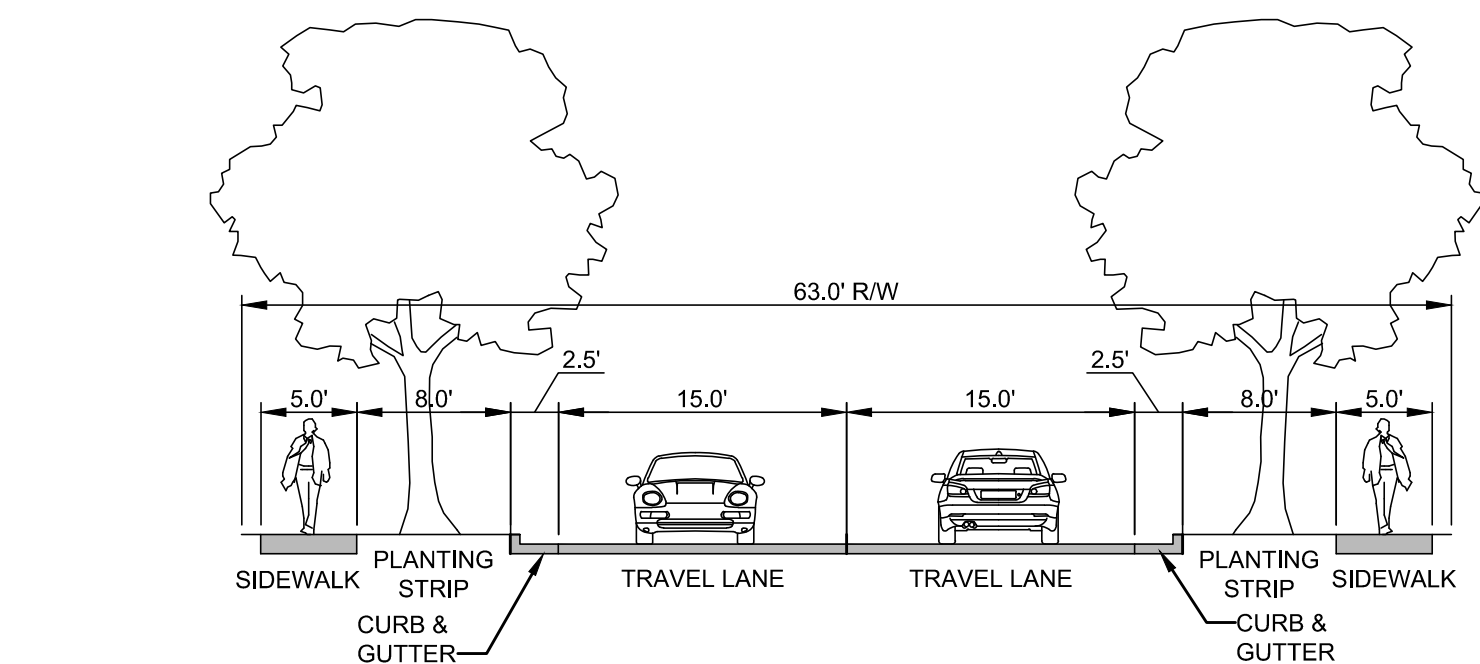 63.0' R/W
2.5'
2.5'
5.0'
8.0'
15.0'
15.0'
8.0'
5.0'
SIDEWALK
PLANTING
STRIP
TRAVEL LANE
TRAVEL LANE
PLANTING
STRIP
SIDEWALK
CURB &
GUTTER
CURB &
GUTTER